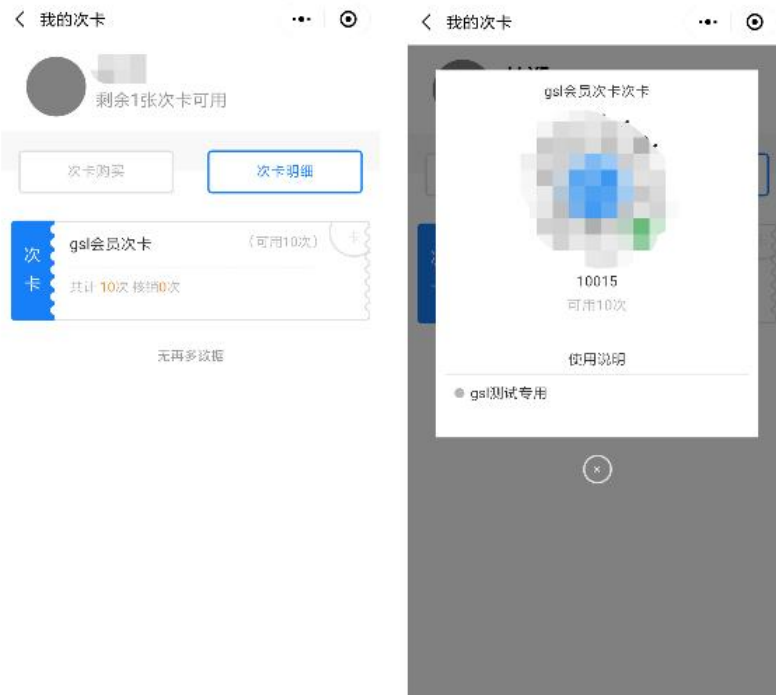 我的次卡
剩余1张次卡可用
次卡购买
次卡明细
次卡
gsl会员次卡
（可用10次）
卡
共计 10次 核销0次
无再多数据
我的次卡
gsl会员次卡次卡
10015
可用10次
使用说明
gsl测试专用